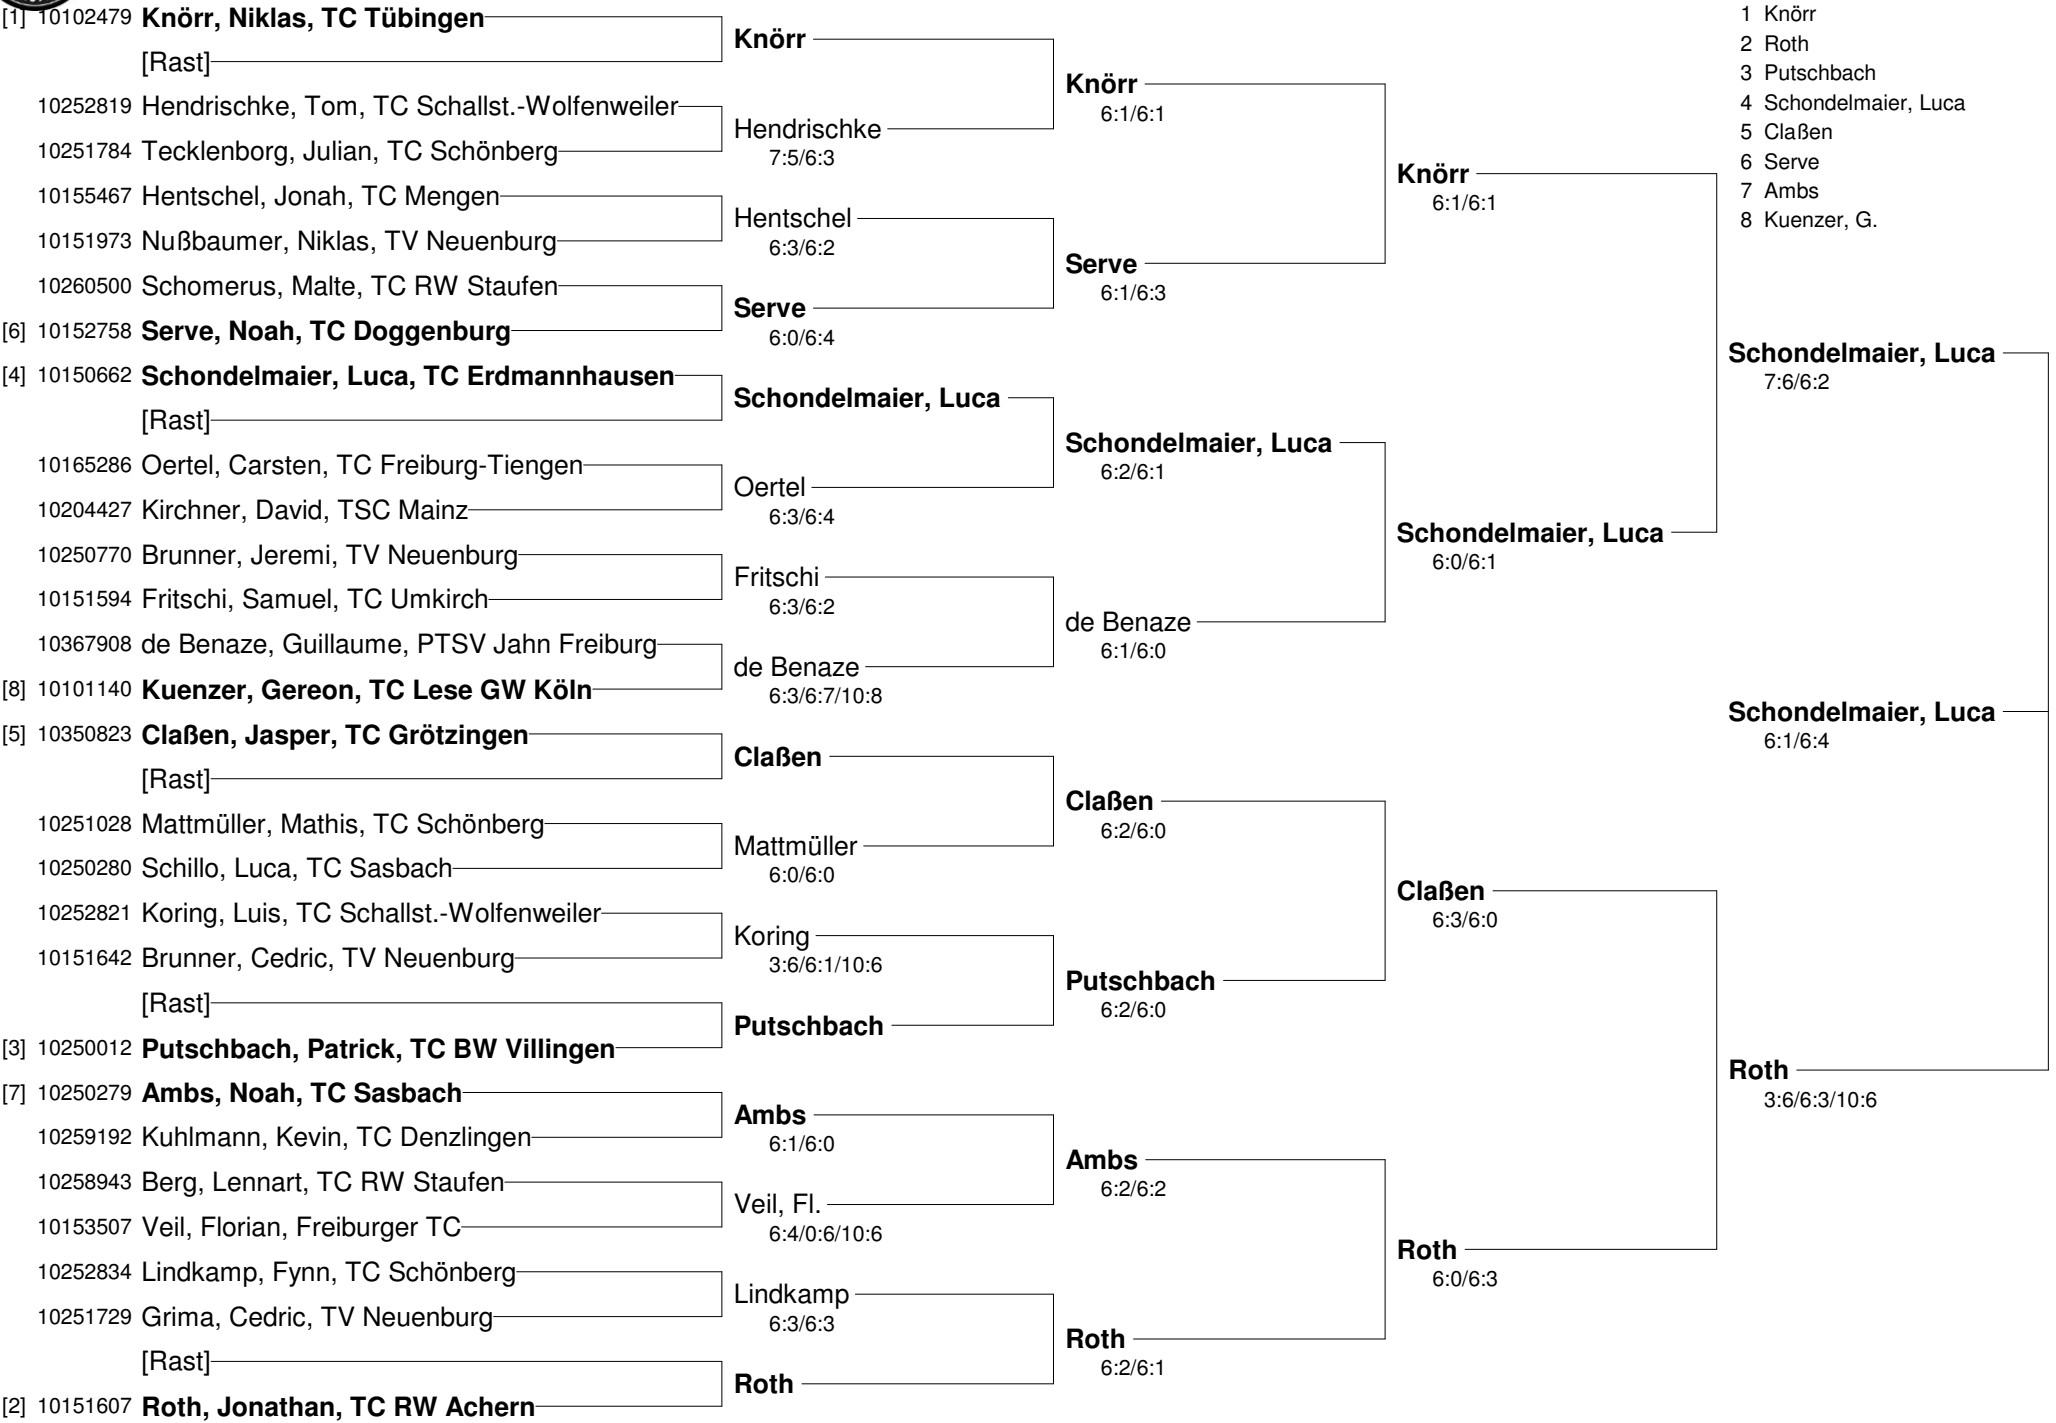 [1] 10102479 Knörr, Niklas, TC Tübingen
[Rast]
10252819 Hendrischke, Tom, TC Schallst.-Wolfenweiler
10251784 Tecklenborg, Julian, TC Schönberg
10155467 Hentschel, Jonah, TC Mengen
10151973 Nußbaumer, Niklas, TV Neuenburg
10260500 Schomerus, Malte, TC RW Staufen
[6] 10152758 Serve, Noah, TC Doggenburg
[4] 10150662 Schondelmaier, Luca, TC Erdmannhausen
[Rast]
10165286 Oertel, Carsten, TC Freiburg-Tiengen
10204427 Kirchner, David, TSC Mainz
10250770 Brunner, Jeremi, TV Neuenburg
10151594 Fritschi, Samuel, TC Umkirch
10367908 de Benaze, Guillaume, PTSV Jahn Freiburg
[8] 10101140 Kuenzer, Gereon, TC Lese GW Köln
[5] 10350823 Claßen, Jasper, TC Grötzingen
[Rast]
10251028 Mattmüller, Mathis, TC Schönberg
10250280 Schillo, Luca, TC Sasbach
10252821 Koring, Luis, TC Schallst.-Wolfenweiler
10151642 Brunner, Cedric, TV Neuenburg
[Rast]
[3] 10250012 Putschbach, Patrick, TC BW Villingen
[7] 10250279 Ambs, Noah, TC Sasbach
10259192 Kuhlmann, Kevin, TC Denzlingen
10258943 Berg, Lennart, TC RW Staufen
10153507 Veil, Florian, Freiburger TC
10252834 Lindkamp, Fynn, TC Schönberg
10251729 Grima, Cedric, TV Neuenburg
[Rast]
[2] 10151607 Roth, Jonathan, TC RW Achern
Knörr
Hendrischke
7:5/6:3
Hentschel
6:3/6:2
Serve
6:0/6:4
Schondelmaier, Luca
Oertel
6:3/6:4
Fritschi
6:3/6:2
de Benaze
6:3/6:7/10:8
Claßen
Mattmüller
6:0/6:0
Koring
3:6/6:1/10:6
Putschbach
Ambs
6:1/6:0
Veil, Fl.
6:4/0:6/10:6
Lindkamp
6:3/6:3
Roth
Knörr
6:1/6:1
Serve
6:1/6:3
Schondelmaier, Luca
6:2/6:1
de Benaze
6:1/6:0
Claßen
6:2/6:0
Putschbach
6:2/6:0
Ambs
6:2/6:2
Roth
6:2/6:1
Knörr
6:1/6:1
Schondelmaier, Luca
6:0/6:1
Claßen
6:3/6:0
Roth
6:0/6:3
1 Knörr
2 Roth
3 Putschbach
4 Schondelmaier, Luca
5 Claßen
6 Serve
7 Ambs
8 Kuenzer, G.
Schondelmaier, Luca
7:6/6:2
Schondelmaier, Luca
6:1/6:4
Roth
3:6/6:3/10:6